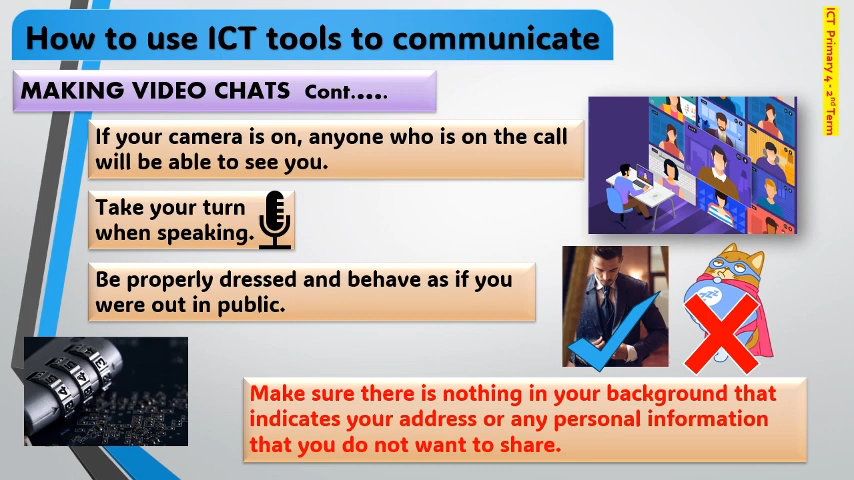 How to use ICT tools to communicate
ICT Primary 4 - 2nd Term
MAKING VIDEO CHATS Cont.....
If your camera is on, anyone who is on the call
will be able to see you.
Take your turn
when speaking.
Be properly dressed and behave as if you
were out in public.
Make sure there is nothing in your background that
indicates your address or any personal information
that you do not want to share.